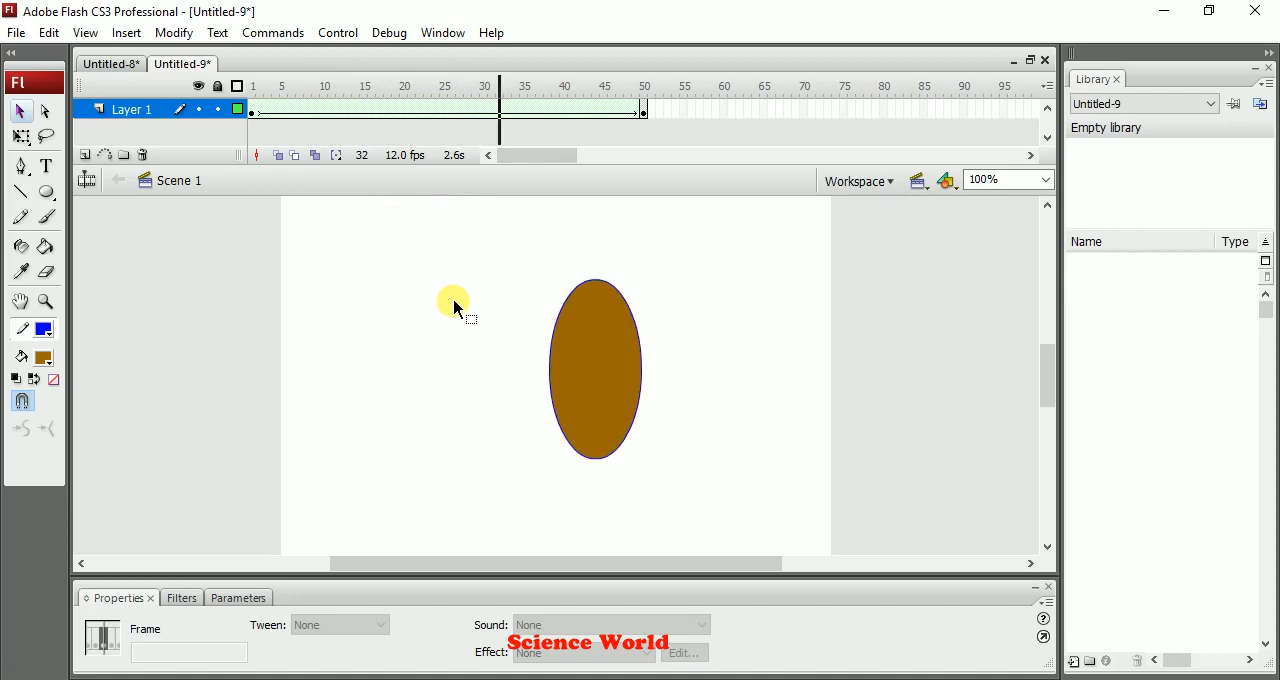 Fl Adobe Flash CS3 Professional - [Untitled-9*]
File Edit View Insert Modify Text Commands Control Debug Window Help
Untitled-8* Untitled-9*
1 5 10 15 20 25 30 35 40 45 50 55 60 65 70 75 80 85 90 95
Layer 1
32 12.0 fps 2.6s
Scene 1 Workspace 100%
Fl
T
Library
Untitled-9
Empty library
Name Type
Properties Filters Parameters
Frame Tween: None Sound: None
Effect: None Edit...
Science World